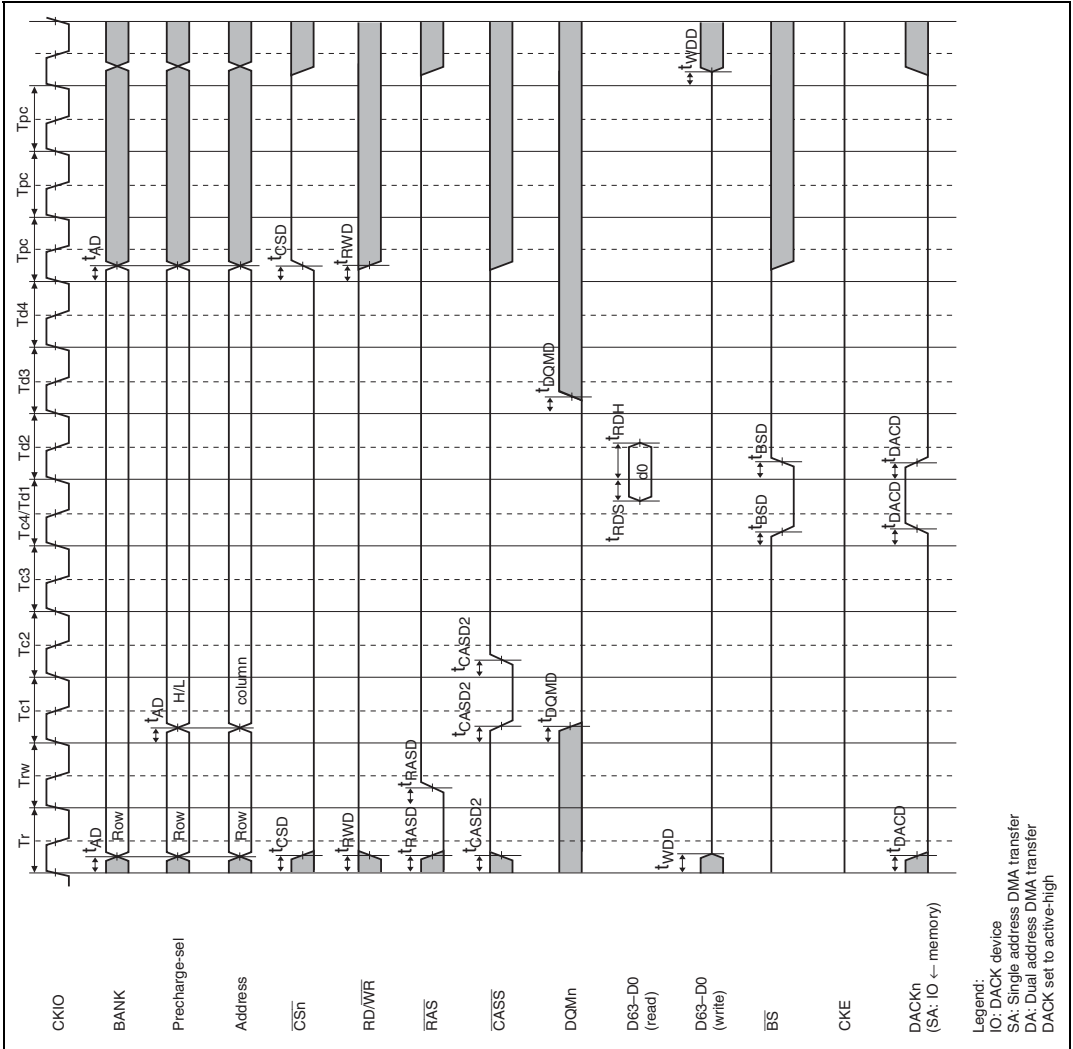 Tr Trw Tc1 Tc2 Tc3 Tc4/Td1 Td2 Td3 Td4 Tpc Tpc Tpc
CKIO
BANK tAD Row tAD
Precharge-sel Row tAD H/L
Address Row column
CSn tCSD tCSD
RD/WR tRWD tRWD
RAS tRASD tRASD
CASS tCASD2 tCASD2 tCASD2
DQMn tDQMD tDQMD
D63–D0
(read) tRDS d0 tRDH
D63–D0
(write) tWDD tWDD
BS tBSD tBSD
CKE
DACKn
(SA: IO ← memory) tDACD tDACD tDACD
Legend:
IO: DACK device
SA: Single address DMA transfer
DA: Dual address DMA transfer
DACK set to active-high